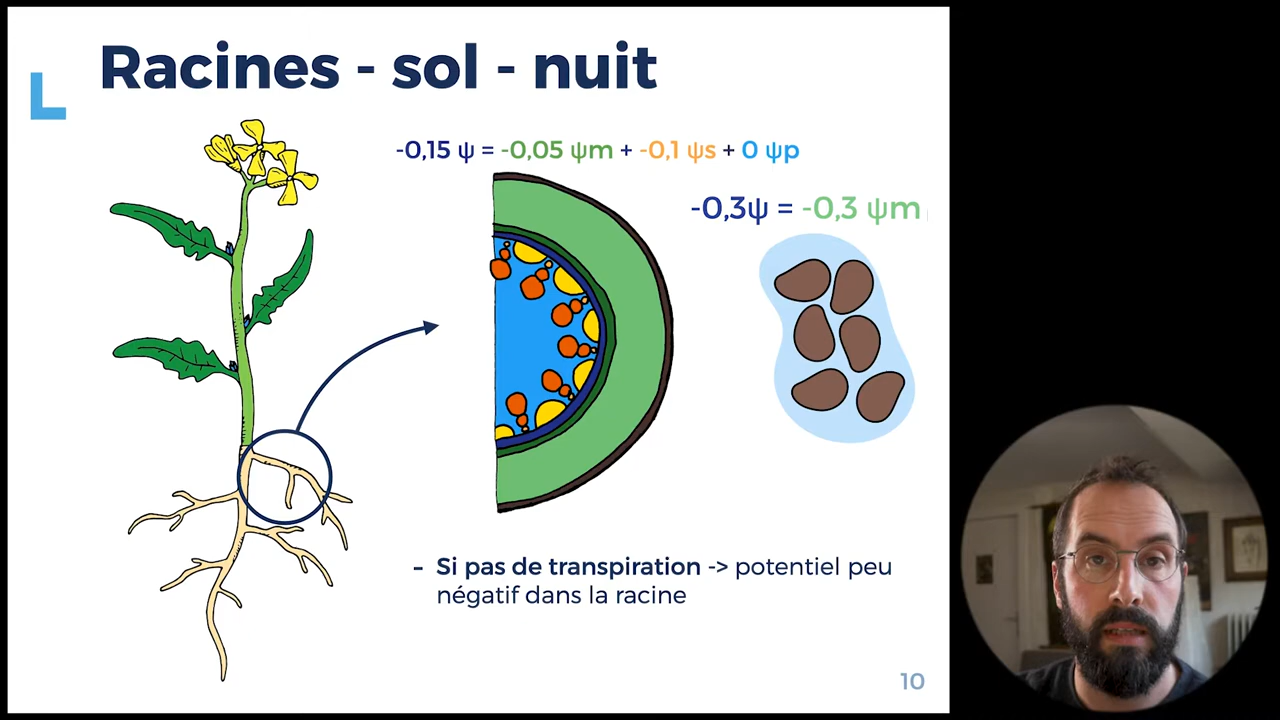 Racines - sol - nuit
-0,15 ψ = -0,05 ψm + -0,1 ψs + 0 ψp
-0,3ψ = -0,3 ψm
- Si pas de transpiration -> potentiel peu
négatif dans la racine
10